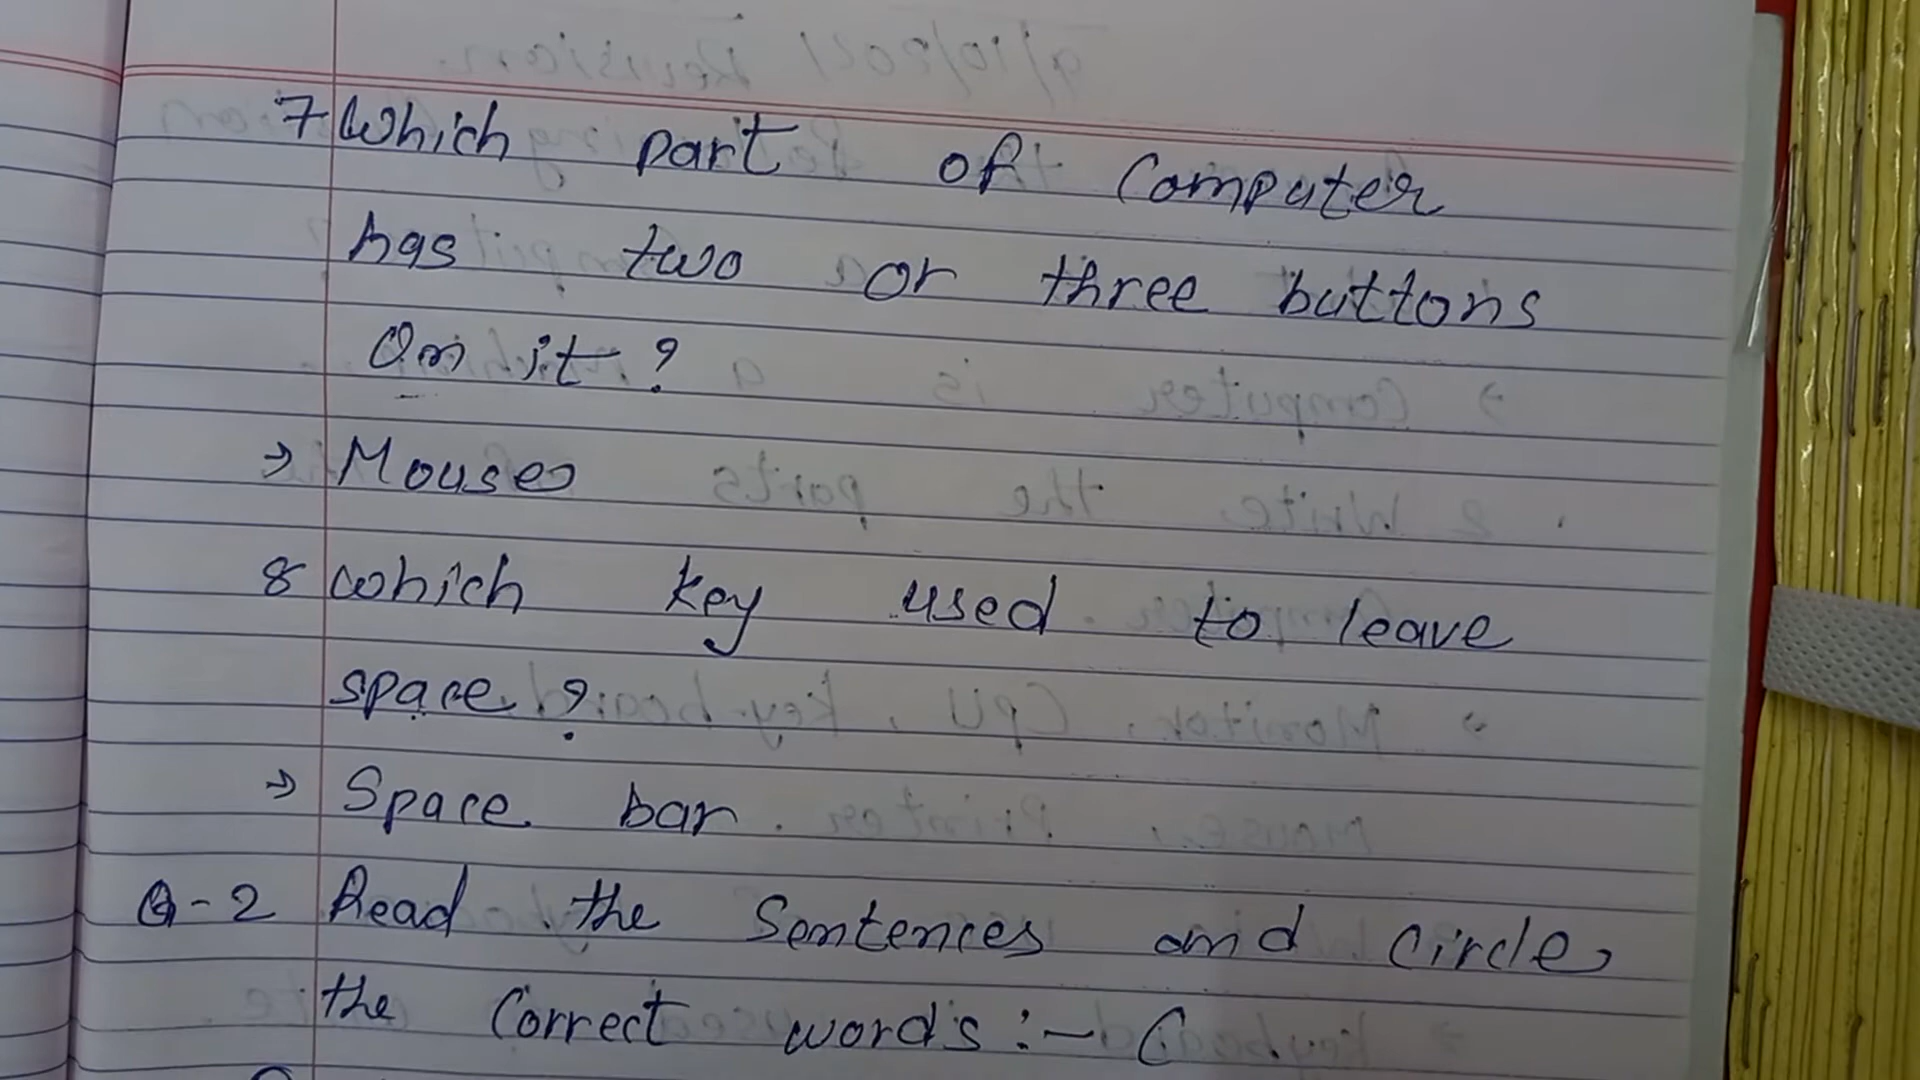 7 Which part of Computer
has two or three buttons
On it ?
→ Mouse
8 which key used to leave
space ?
→ Space bar.
Q-2 Read the Sentences and circle
the Correct words :- (